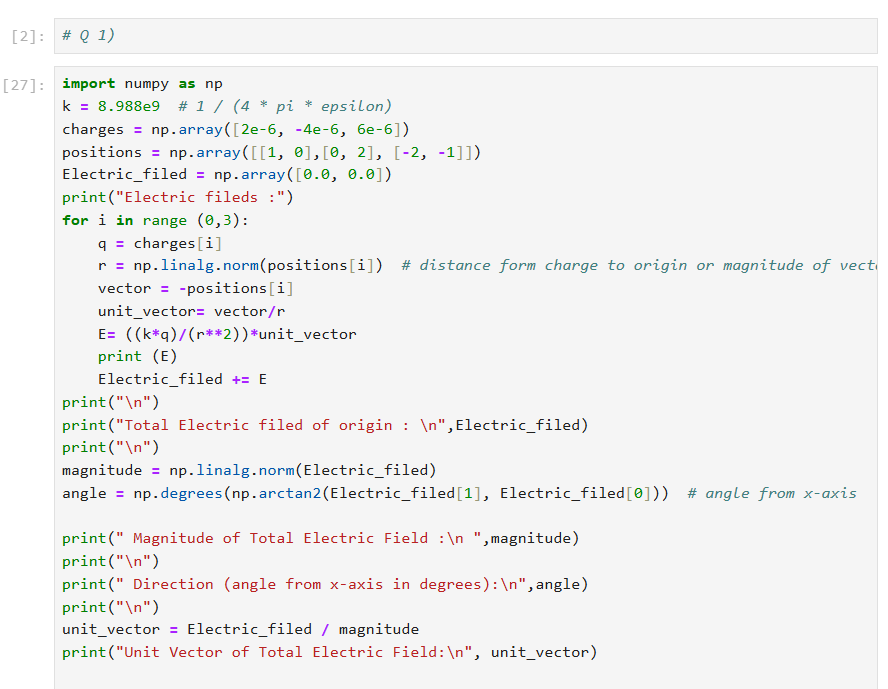 [2]: # Q 1)
[27]: import numpy as np
k = 8.988e9  # 1 / (4 * pi * epsilon)
charges = np.array([2e-6, -4e-6, 6e-6])
positions = np.array([[1, 0],[0, 2], [-2, -1]])
Electric_filed = np.array([0.0, 0.0])
print("Electric fileds :")
for i in range (0,3):
    q = charges[i]
    r = np.linalg.norm(positions[i])  # distance form charge to origin or magnitude of
    vector = -positions[i]
    unit_vector= vector/r
    E= ((k*q)/(r**2))*unit_vector
    print (E)
    Electric_filed += E
print("\n")
print("Total Electric filed of origin : \n",Electric_filed)
print("\n")
magnitude = np.linalg.norm(Electric_filed)
angle = np.degrees(np.arctan2(Electric_filed[1], Electric_filed[0]))  # angle from x-axis
print(" Magnitude of Total Electric Field :\n ",magnitude)
print("\n")
print(" Direction (angle from x-axis in degrees):\n",angle)
print("\n")
unit_vector = Electric_filed / magnitude
print("Unit Vector of Total Electric Field:\n", unit_vector)